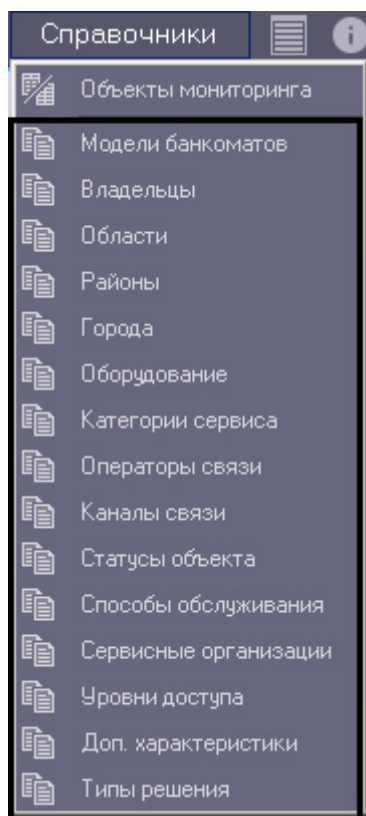 Справочники
Объекты мониторинга
Модели банкоматов
Владельцы
Области
Районы
Города
Оборудование
Категории сервиса
Операторы связи
Каналы связи
Статусы объекта
Способы обслуживания
Сервисные организации
Уровни доступа
Доп. характеристики
Типы решения